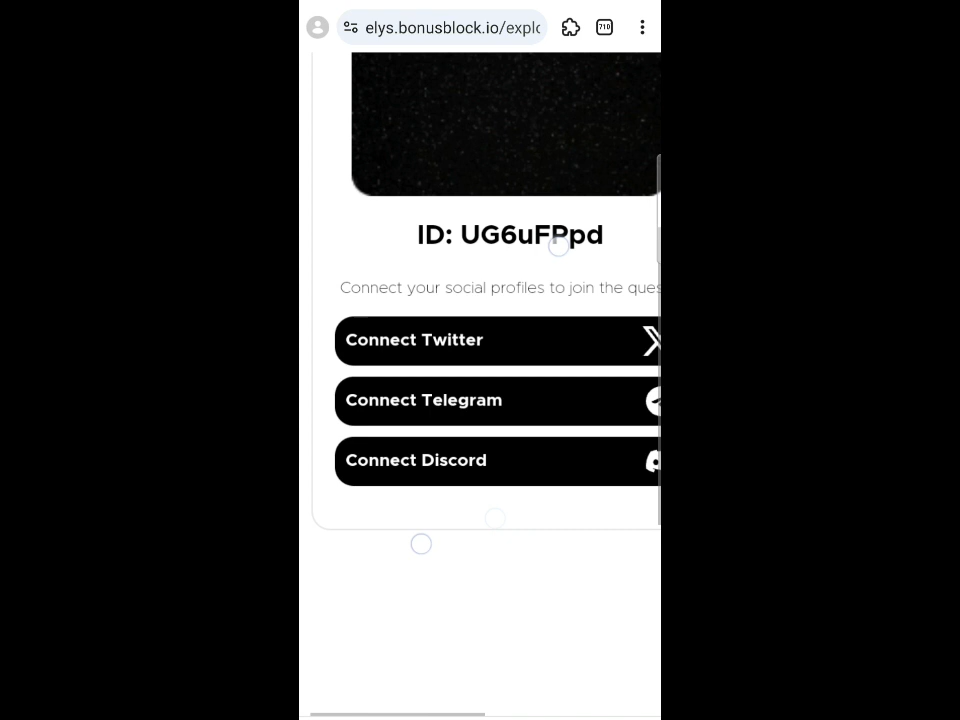 elys.bonusblock.io/explo
710
ID: UG6uFPpd
Connect your social profiles to join the ques
Connect Twitter
Connect Telegram
Connect Discord